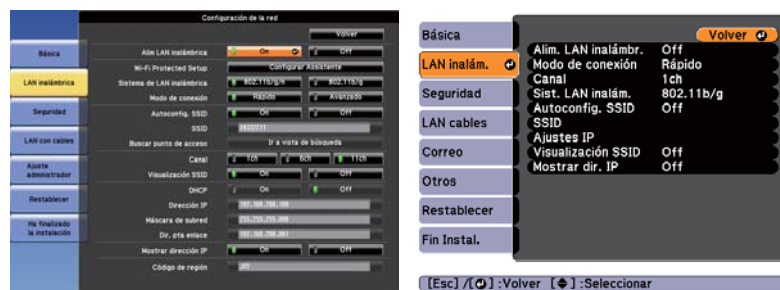 Configuración de la red
Volver
Básica
LAN inalámbrica
Seguridad
LAN con cables
Ajuste administrador
Restablecer
Ha finalizado la instalación
Alim LAN inalámbrica On Off
Wi-Fi Protected Setup Configurar Asistente
Sistema de LAN inalámbrica 802.11b/g/n 802.11b/g
Modo de conexión Rápido Avanzado
Autoconfig. SSID On Off
SSID
Buscar punto de acceso Ir a vista de búsqueda
Canal 1ch 6ch 11ch
Visualización SSID On Off
DHCP On Off
Dirección IP
Máscara de subred
Dir. pta enlace
Mostrar dirección IP On Off
Código de región
Básica
LAN inalám.
Seguridad
LAN cables
Correo
Otros
Restablecer
Fin Instal.
Volver
Alim. LAN inalámbr. Off
Modo de conexión Rápido
Canal 1ch
Sist. LAN inalám. 802.11b/g
Autoconfig. SSID Off
SSID
Ajustes IP
Visualización SSID Off
Mostrar dir. IP Off
[Esc] /[ ] :Volver [ ] :Seleccionar